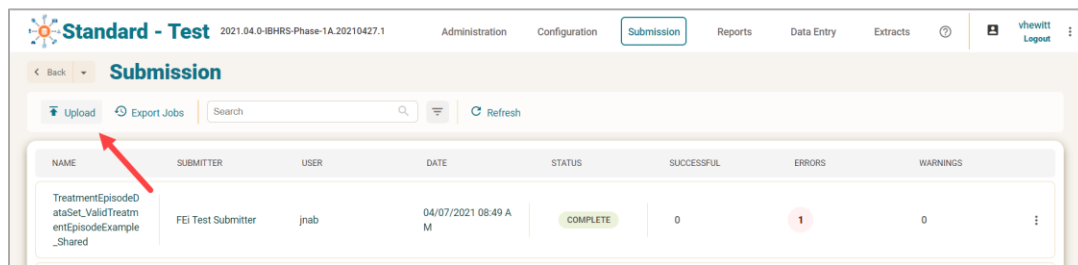 Standard - Test 2021.04.0-IBHRS-Phase-1A.20210427.1 Administration Configuration Submission Reports Data Entry Extracts vhewitt
Logout
Back Submission
Upload Export Jobs Search Refresh
NAME SUBMITTER USER DATE STATUS SUCCESSFUL ERRORS WARNINGS
TreatmentEpisodeD
ataSet_ValidTreatm
entEpisodeExample
_Shared
FEi Test Submitter jnab 04/07/2021 08:49 A
M
COMPLETE 0 1 0